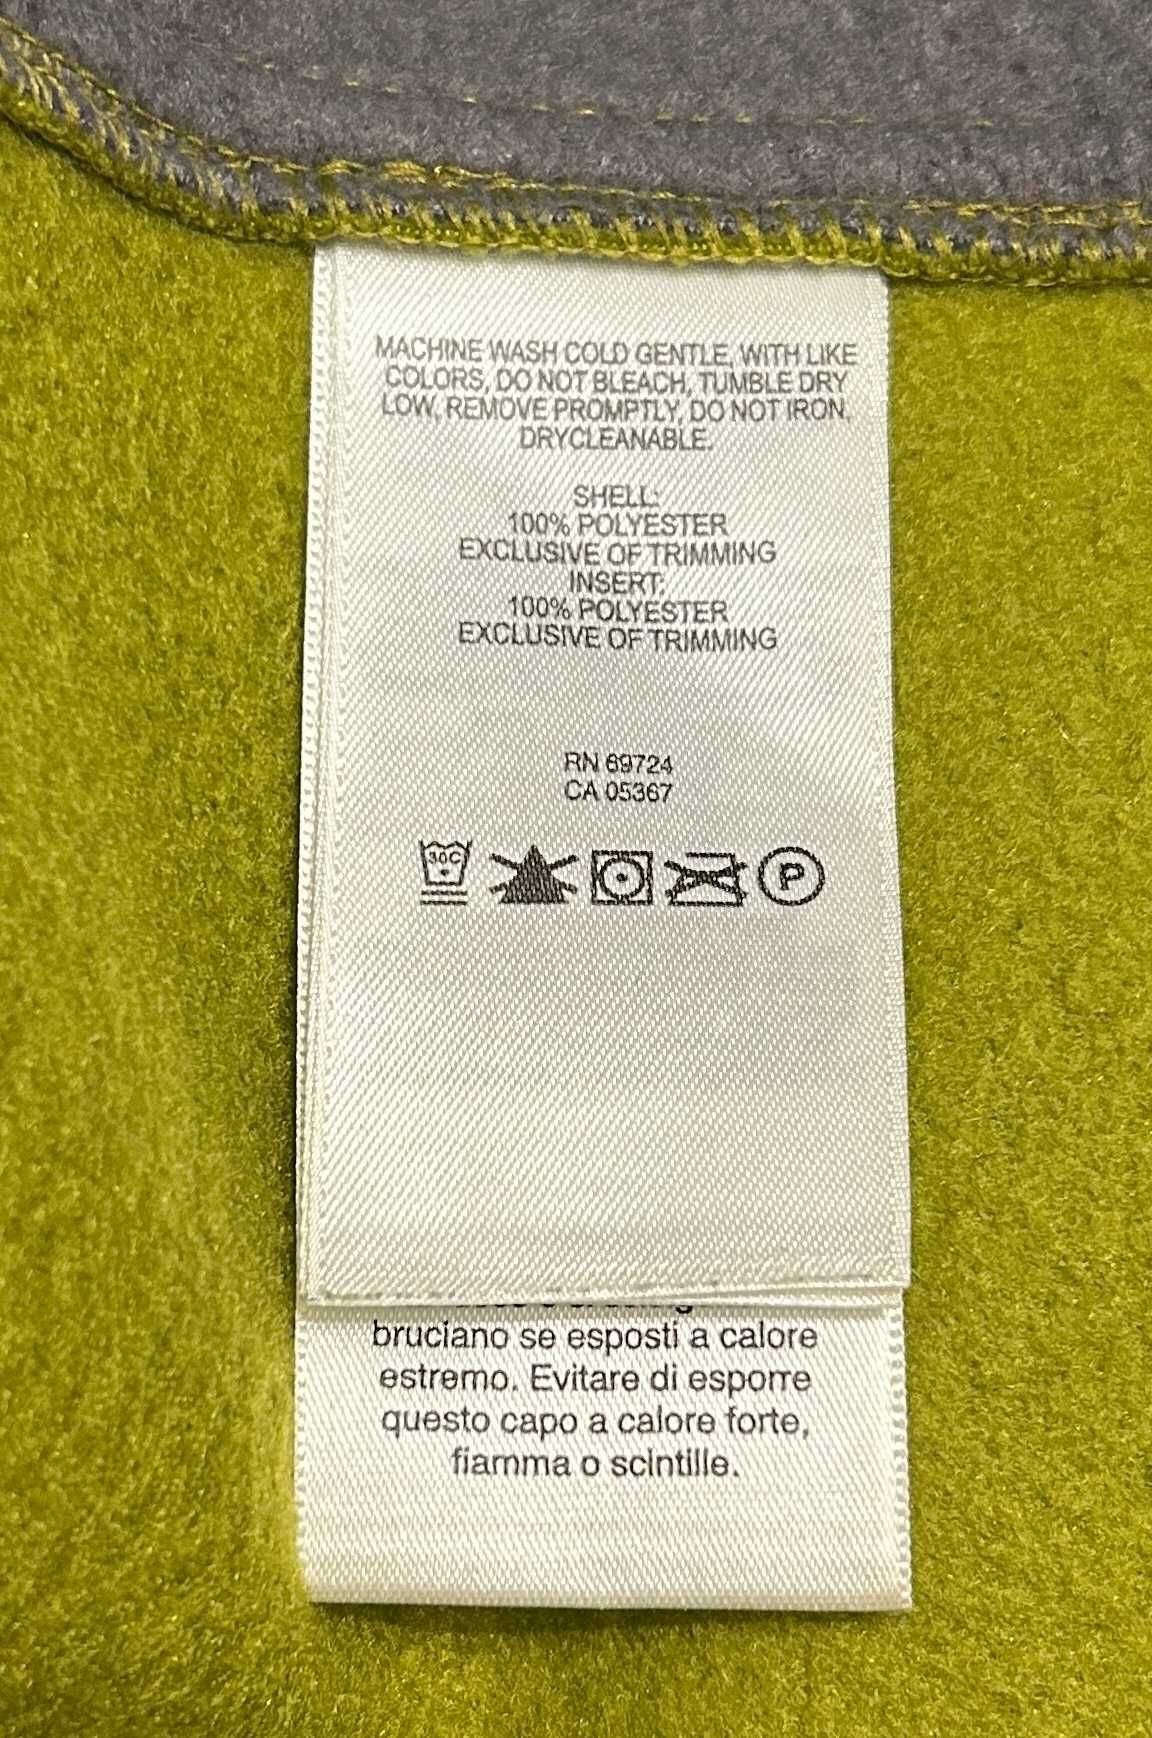 MACHINE WASH COLD GENTLE, WITH LIKE
COLORS, DO NOT BLEACH, TUMBLE DRY
LOW, REMOVE PROMPTLY, DO NOT IRON,
DRYCLEANABLE.
SHELL:
100% POLYESTER
EXCLUSIVE OF TRIMMING
INSERT:
100% POLYESTER
EXCLUSIVE OF TRIMMING
RN 69724
CA 05367
30C
P
bruciano se esposti a calore
estremo. Evitare di esporre
questo capo a calore forte,
fiamma o scintille.